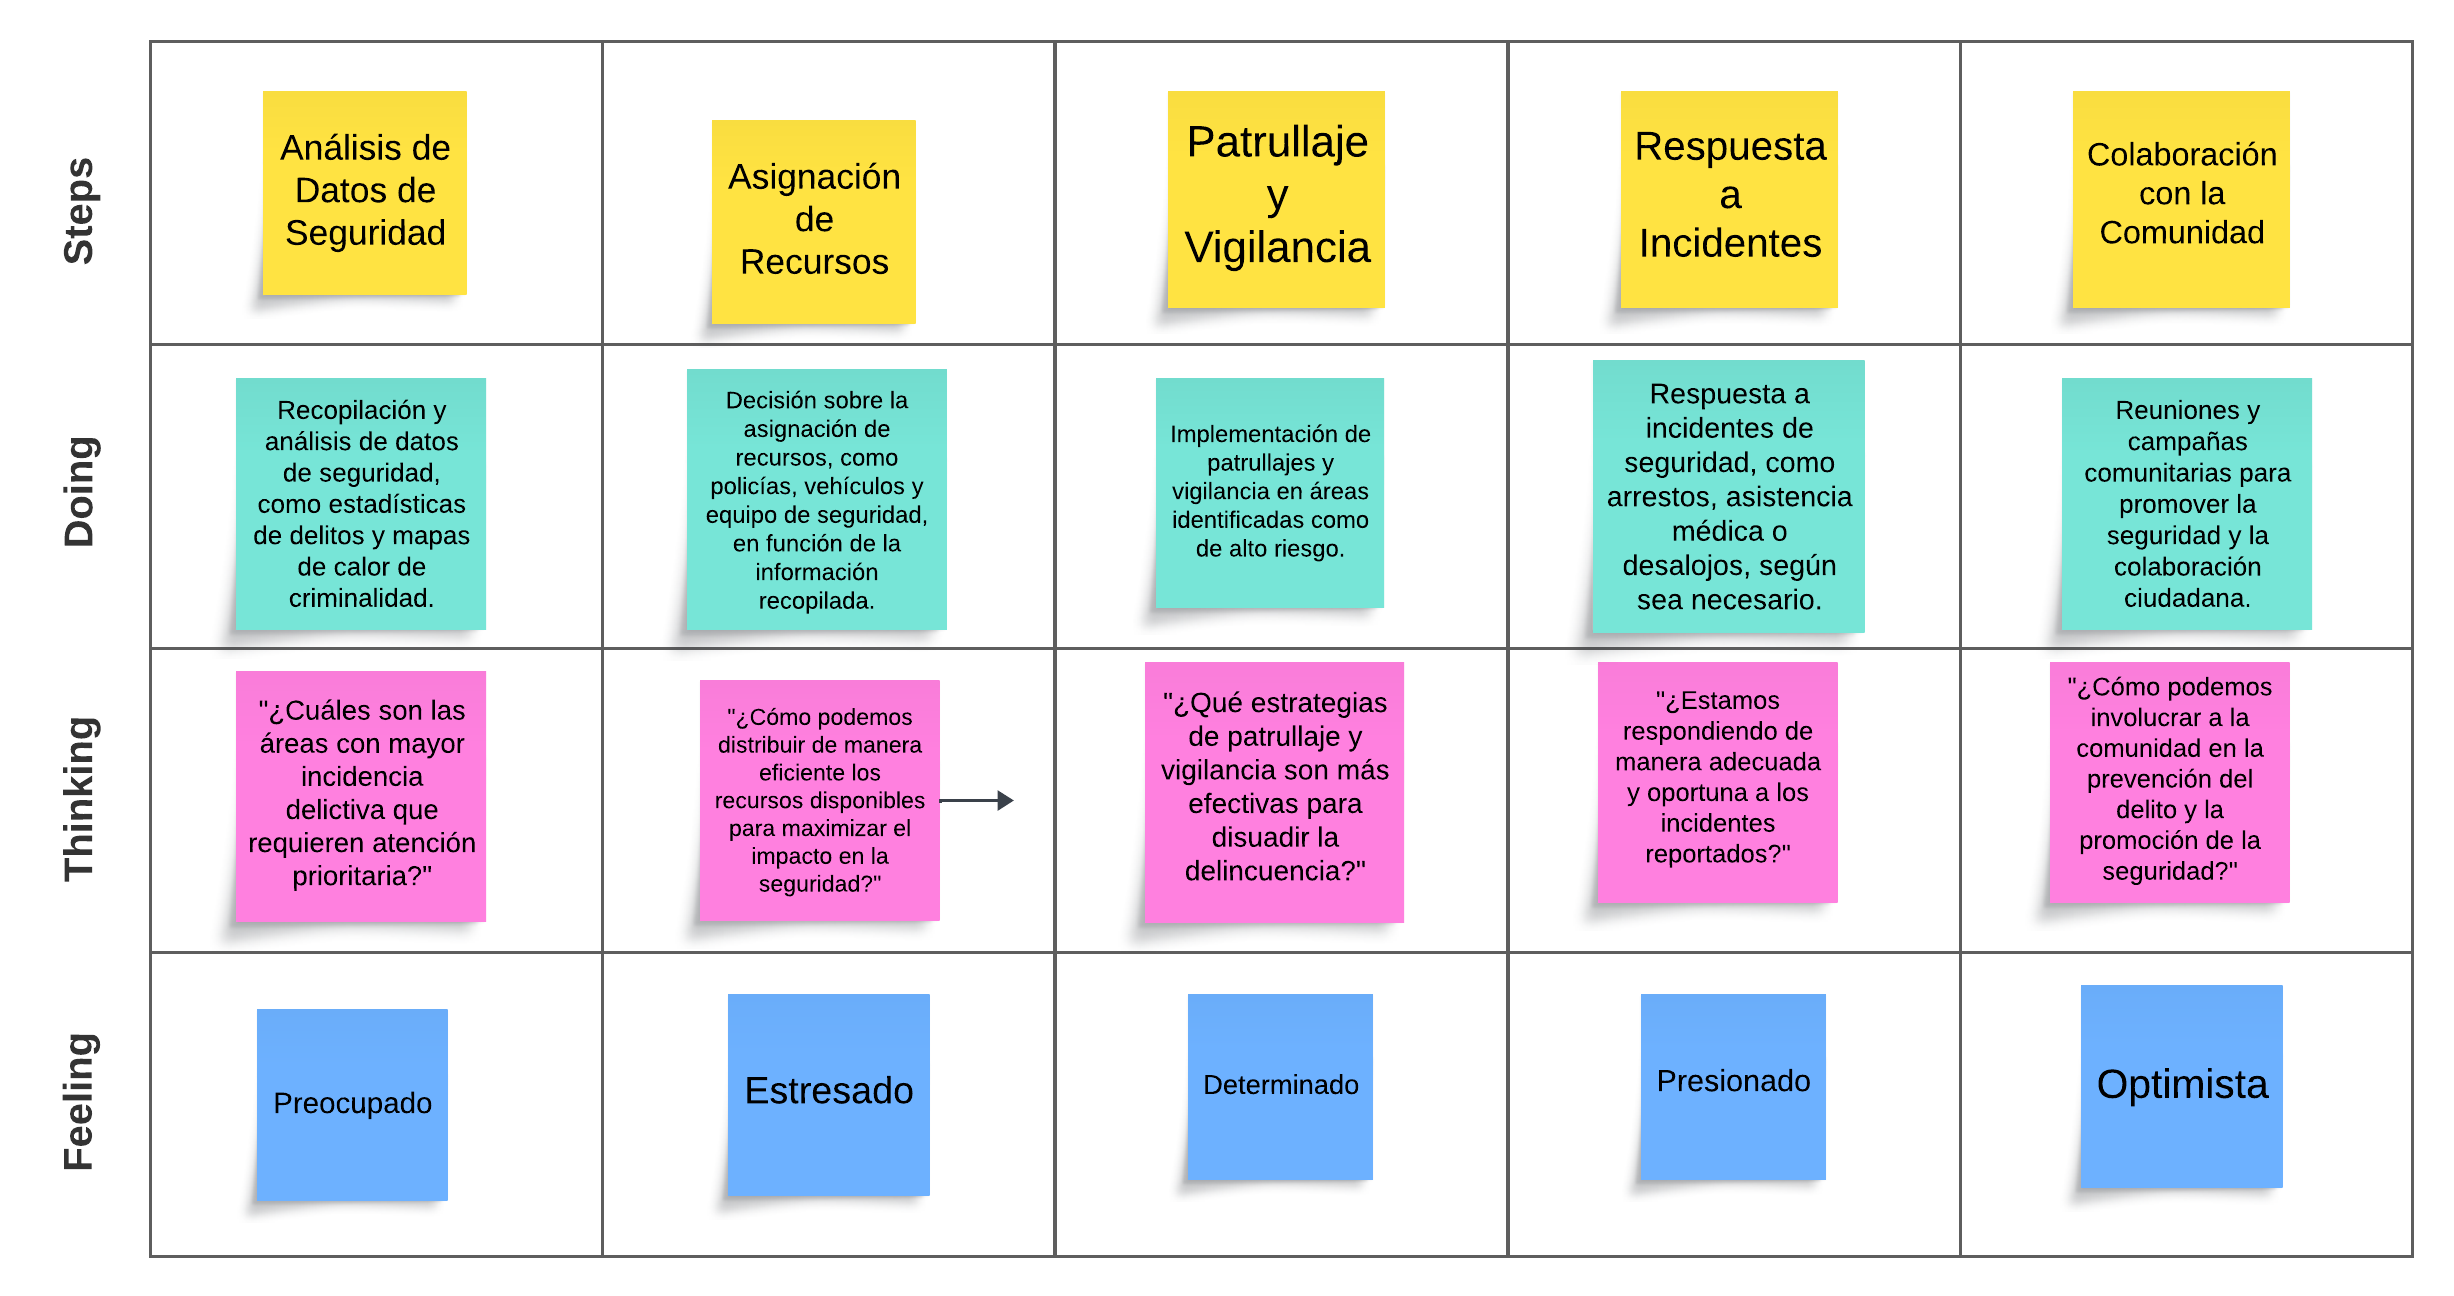 Steps
Análisis de
Datos de
Seguridad
Asignación
de
Recursos
Patrullaje
y
Vigilancia
Respuesta
a
Incidentes
Colaboración
con la
Comunidad
Doing
Recopilación y
análisis de datos
de seguridad,
como estadísticas
de delitos y mapas
de calor de
criminalidad.
Decisión sobre la
asignación de
recursos, como
policías, vehículos y
equipo de seguridad,
en función de la
información
recopilada.
Implementación de
patrullajes y
vigilancia en áreas
identificadas como
de alto riesgo.
Respuesta a
incidentes de
seguridad, como
arrestos, asistencia
médica o
desalojos, según
sea necesario.
Reuniones y
campañas
comunitarias para
promover la
seguridad y la
colaboración
ciudadana.
Thinking
"¿Cuáles son las
áreas con mayor
incidencia
delictiva que
requieren atención
prioritaria?"
"¿Cómo podemos
distribuir de manera
eficiente los
recursos disponibles
para maximizar el
impacto en la
seguridad?"
"¿Qué estrategias
de patrullaje y
vigilancia son más
efectivas para
disuadir la
delincuencia?"
"¿Estamos
respondiendo de
manera adecuada
y oportuna a los
incidentes
reportados?"
"¿Cómo podemos
involucrar a la
comunidad en la
prevención del
delito y la
promoción de la
seguridad?"
Feeling
Preocupado
Estresado
Determinado
Presionado
Optimista